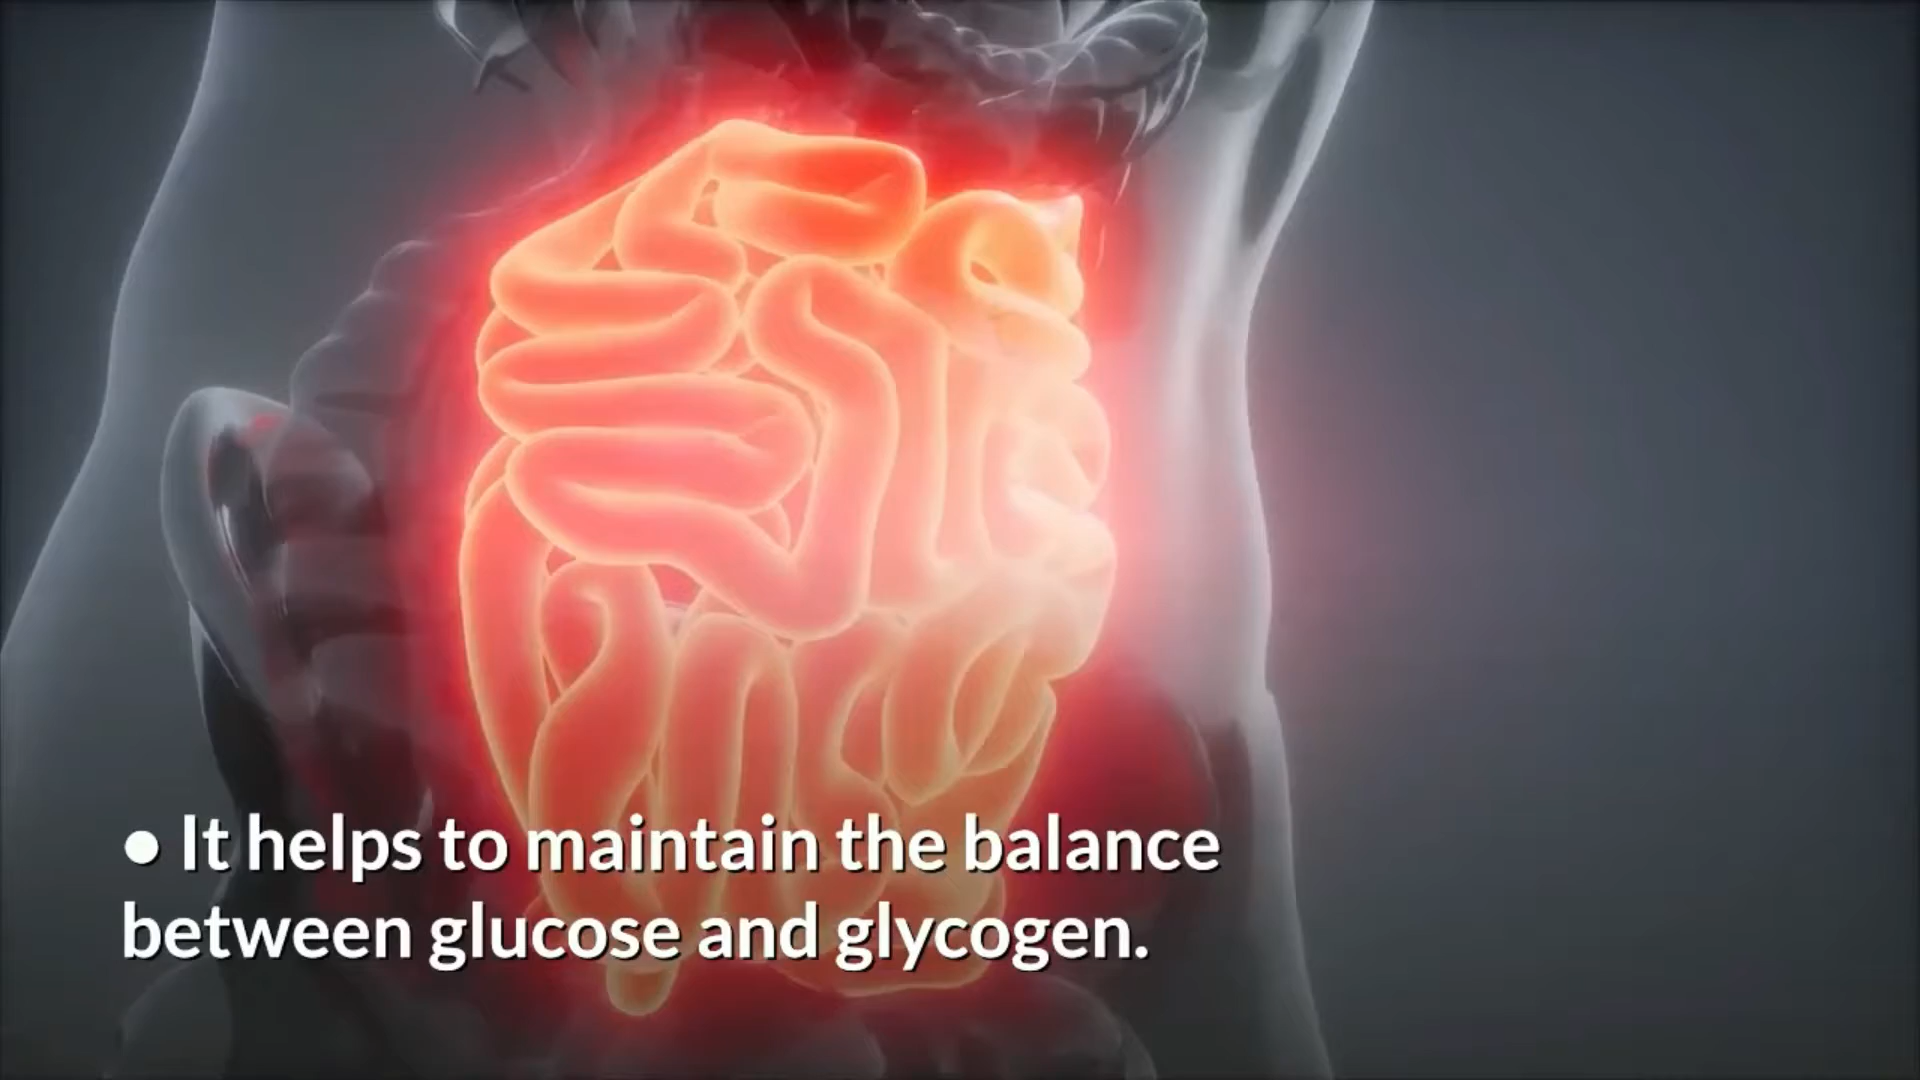 ● It helps to maintain the balance
between glucose and glycogen.